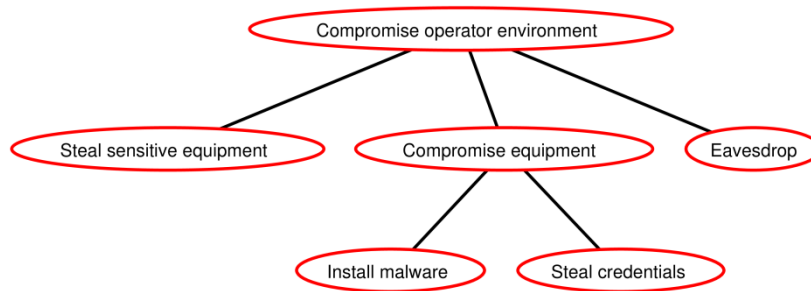 Compromise operator environment
Steal sensitive equipment
Compromise equipment
Eavesdrop
Install malware
Steal credentials